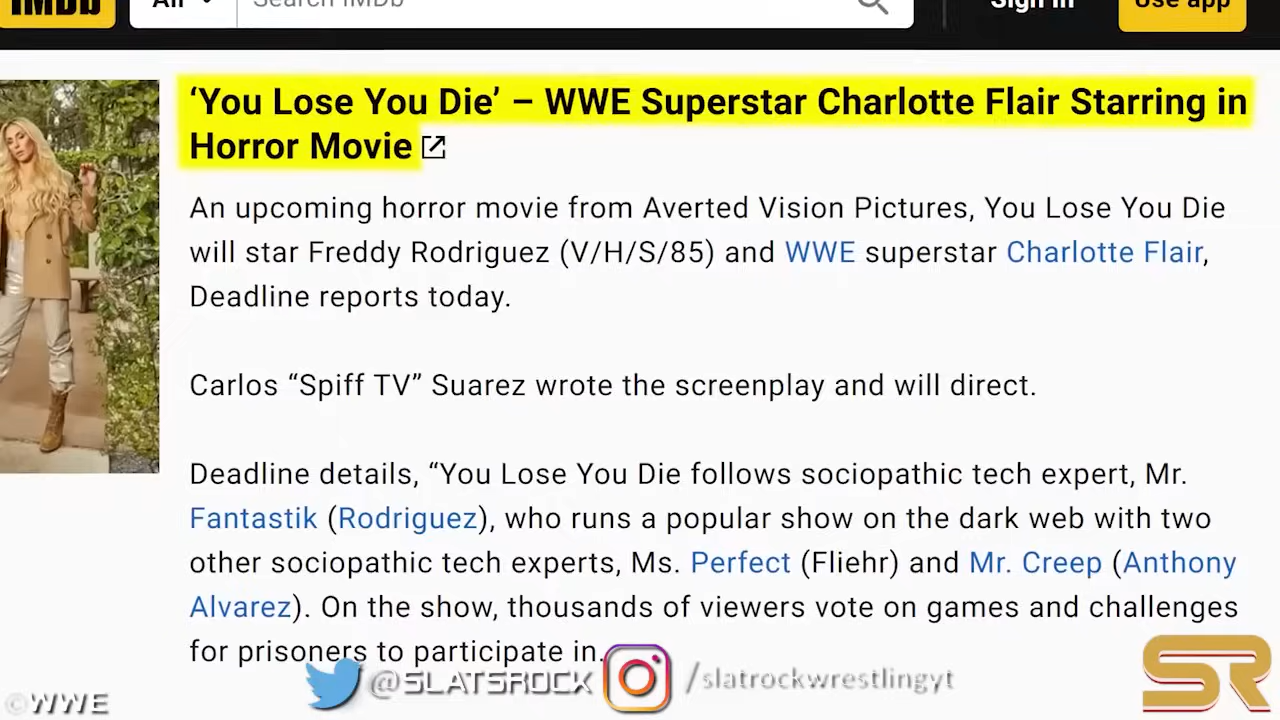 IMDb All Search IMDb Sign In Use app
‘You Lose You Die’ – WWE Superstar Charlotte Flair Starring in
Horror Movie
An upcoming horror movie from Averted Vision Pictures, You Lose You Die
will star Freddy Rodriguez (V/H/S/85) and WWE superstar Charlotte Flair,
Deadline reports today.
Carlos “Spiff TV” Suarez wrote the screenplay and will direct.
Deadline details, “You Lose You Die follows sociopathic tech expert, Mr.
Fantastik (Rodriguez), who runs a popular show on the dark web with two
other sociopathic tech experts, Ms. Perfect (Fliehr) and Mr. Creep (Anthony
Alvarez). On the show, thousands of viewers vote on games and challenges
for prisoners to participate in.
@SLATSROCK /slatrockwrestlingyt
SR
©WWE